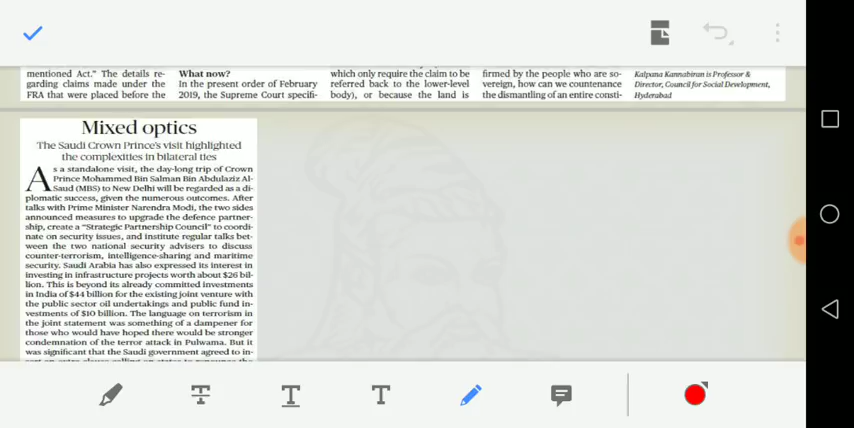 mentioned Act." The details re-
garding claims made under the
FRA that were placed before the
What now?
In the present order of February
2019, the Supreme Court specifi-
which only require the claim to be
referred back to the lower-level
body), or because the land is
firmed by the people who are so-
vereign, how can we countenance
the dismantling of an entire consti-
Kalpana Kannabiran is Professor &
Director, Council for Social Development,
Hyderabad
Mixed optics
The Saudi Crown Prince's visit highlighted
the complexities in bilateral ties
As a standalone visit, the day-long trip of Crown
Prince Mohammed Bin Salman Bin Abdulaziz Al-
Saud (MBS) to New Delhi will be regarded as a di-
plomatic success, given the numerous outcomes. After
talks with Prime Minister Narendra Modi, the two sides
announced measures to upgrade the defence partner-
ship, create a "Strategic Partnership Council" to coordi-
nate on security issues, and institute regular talks bet-
ween the two national security advisers to discuss
counter-terrorism, intelligence-sharing and maritime
security. Saudi Arabia has also expressed its interest in
investing in infrastructure projects worth about $26 bil-
lion. This is beyond its already committed investments
in India of $44 billion for the existing joint venture with
the public sector oil undertakings and public fund in-
vestments of $10 billion. The language on terrorism in
the joint statement was something of a dampener for
those who would have hoped there would be stronger
condemnation of the terror attack in Pulwama. But it
was significant that the Saudi government agreed to in-
sert an extra clause calling on states to renounce the